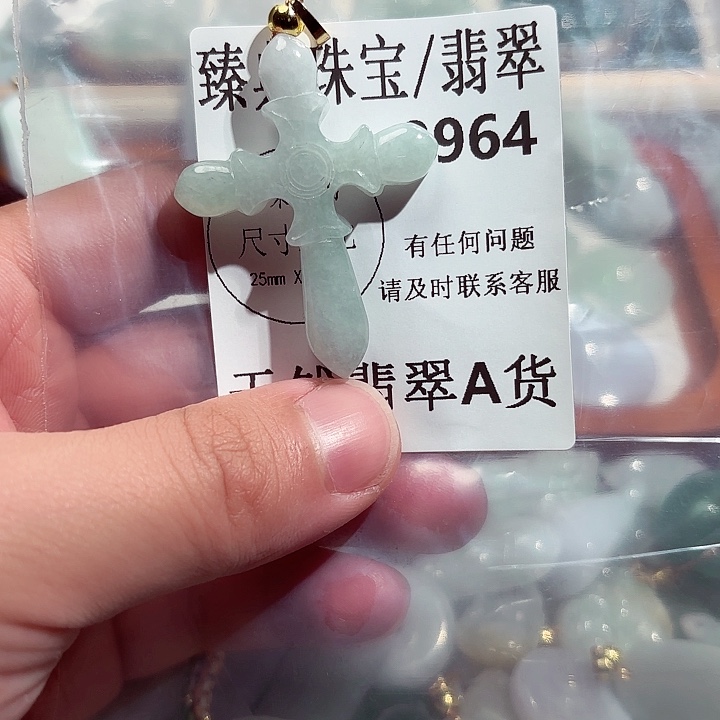 臻 珠宝/翡翠
964
尺寸
25mm X
有任何问题
请及时联系客服
翡翠A货